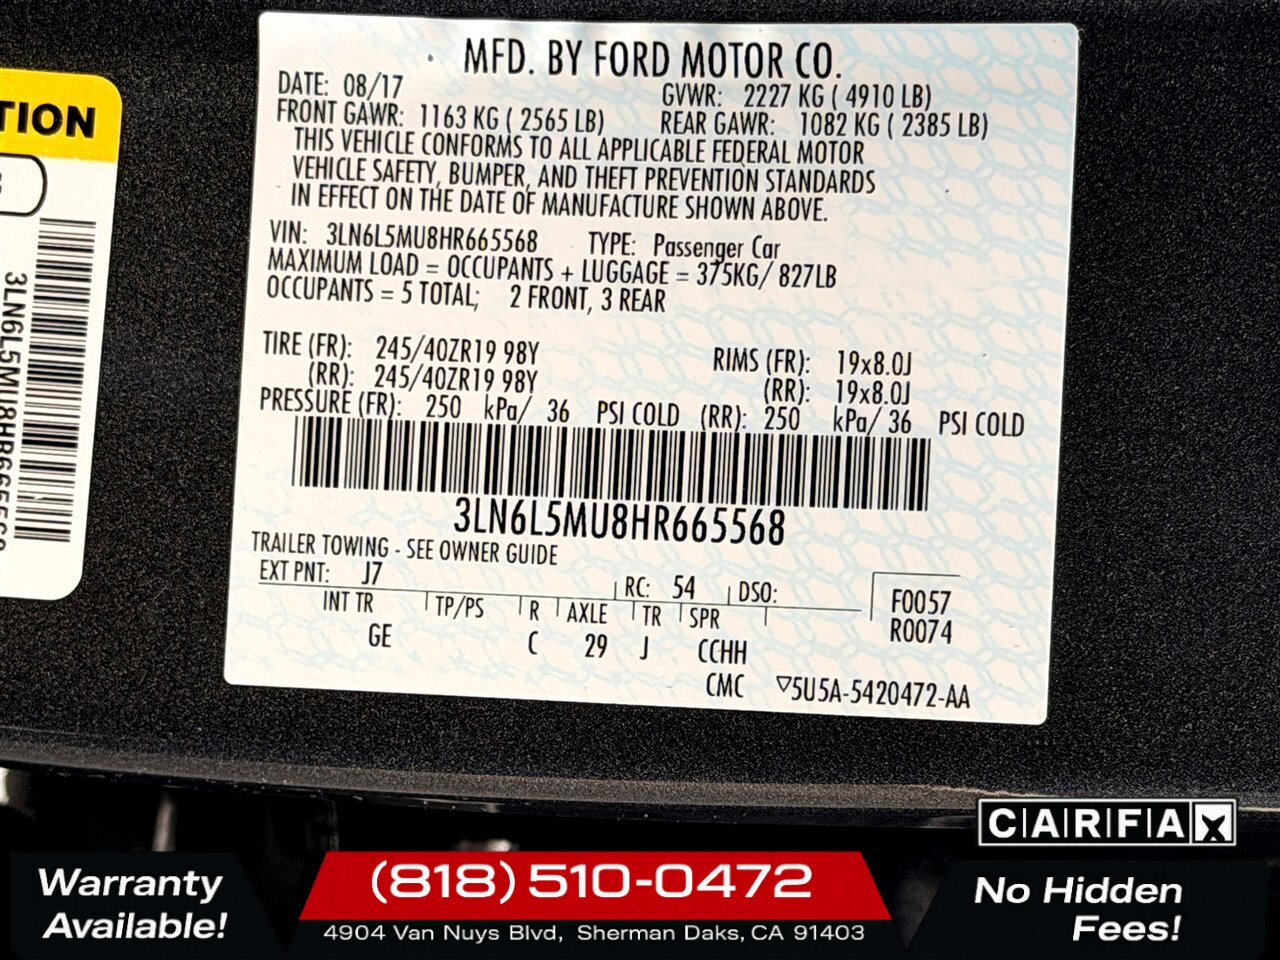 TION
3LN6L5MU8HR665568
MFD. BY FORD MOTOR CO.
DATE: 08/17 GVWR: 2227 KG ( 4910 LB)
FRONT GAWR: 1163 KG ( 2565 LB) REAR GAWR: 1082 KG ( 2385 LB)
THIS VEHICLE CONFORMS TO ALL APPLICABLE FEDERAL MOTOR
VEHICLE SAFETY, BUMPER, AND THEFT PREVENTION STANDARDS
IN EFFECT ON THE DATE OF MANUFACTURE SHOWN ABOVE.
VIN: 3LN6L5MU8HR665568 TYPE: Passenger Car
MAXIMUM LOAD = OCCUPANTS + LUGGAGE = 375KG/ 827LB
OCCUPANTS = 5 TOTAL; 2 FRONT, 3 REAR
TIRE (FR): 245/40ZR19 98Y RIMS (FR): 19x8.0J
(RR): 245/40ZR19 98Y (RR): 19x8.0J
PRESSURE (FR): 250 kPa/ 36 PSI COLD (RR): 250 kPa/ 36 PSI COLD
3LN6L5MU8HR665568
TRAILER TOWING - SEE OWNER GUIDE
EXT PNT: J7 RC: 54 DSO: F0057
INT TR TP/PS R AXLE TR SPR R0074
GE C 29 J CCHH
CMC ▽5U5A-5420472-AA
CARFAX
Warranty
Available!
(818) 510-0472
4904 Van Nuys Blvd, Sherman Oaks, CA 91403
No Hidden
Fees!